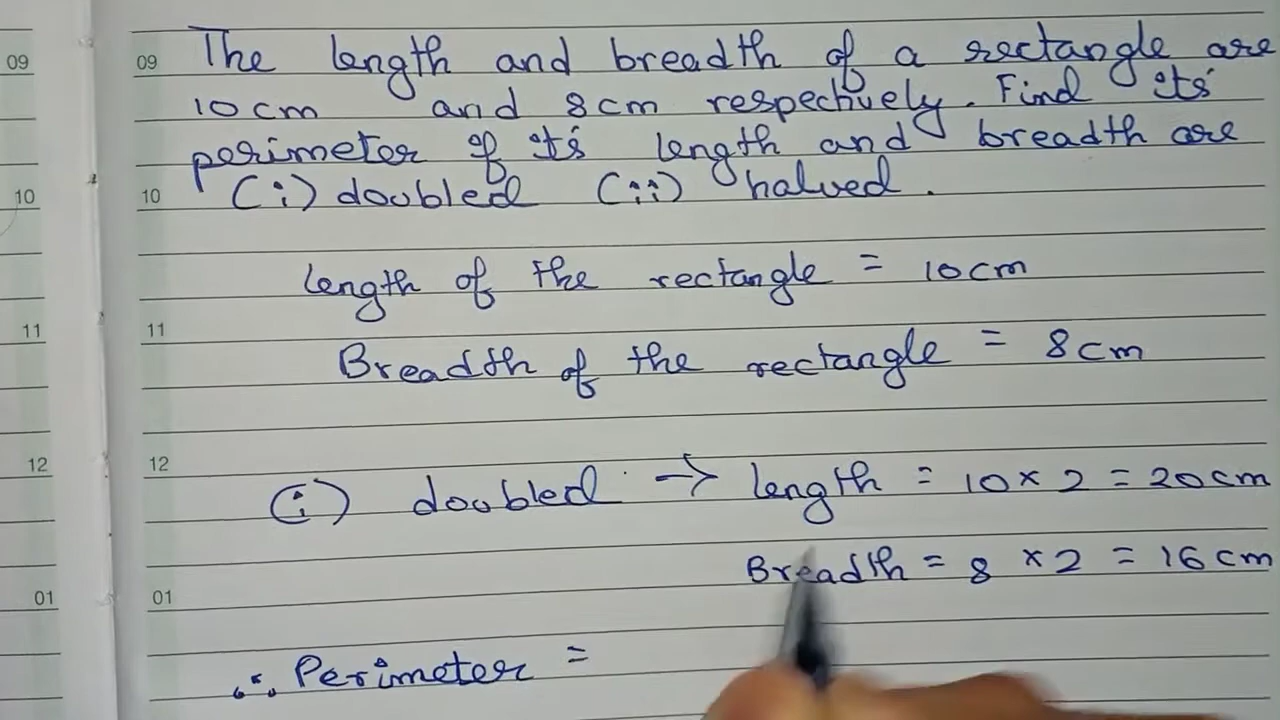 09 09 The length and breadth of a rectangle are
10cm and 8cm respectively. Find its
perimeter if its length and breadth are
10 10 (i) doubled (ii) halved.
length of the rectangle = 10cm
11 11
Breadth of the rectangle = 8cm
12 12
(i) doubled → length = 10 × 2 = 20cm
Breadth = 8 × 2 = 16cm
01 01
∴ Perimeter =